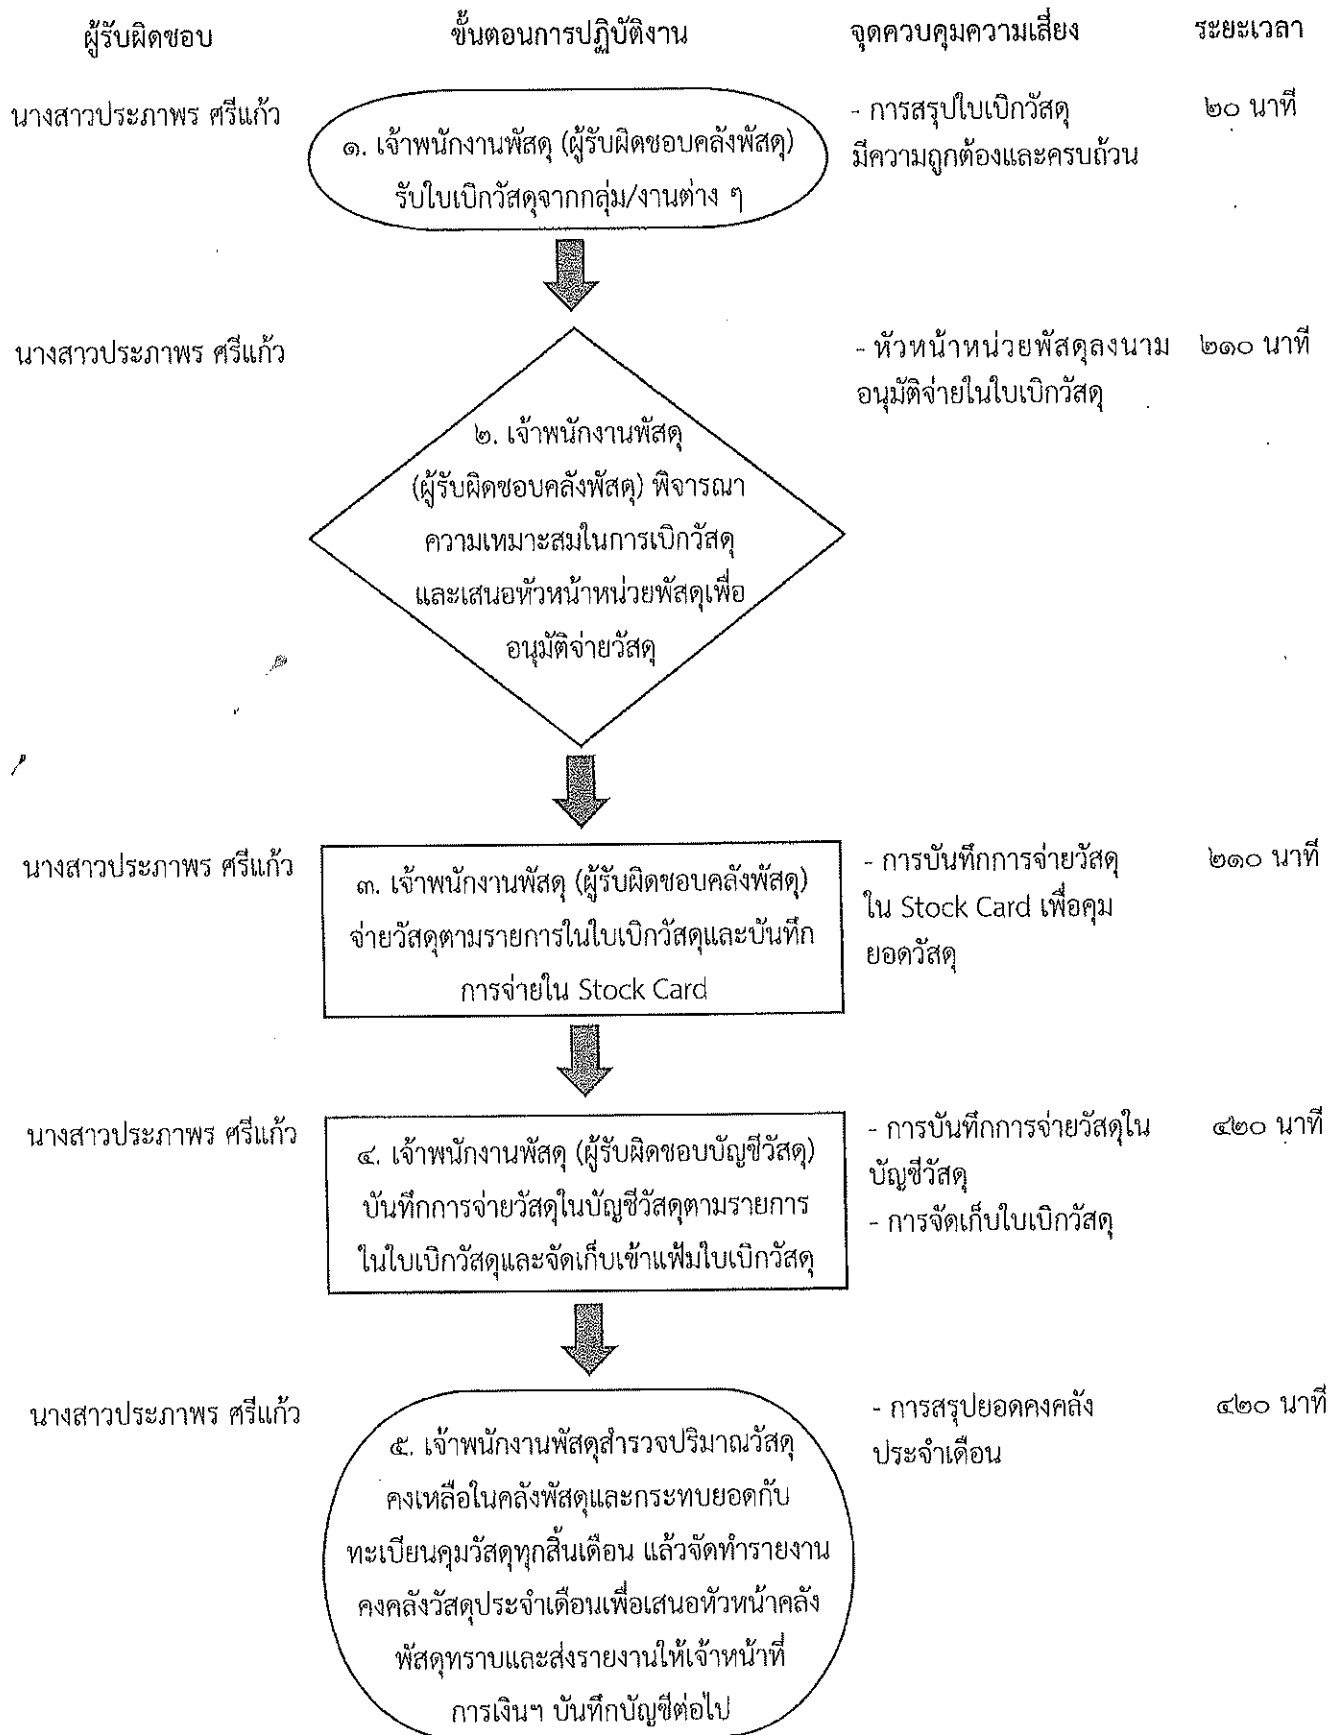 ผู้รับผิดชอบ ขั้นตอนการปฏิบัติงาน จุดควบคุมความเสี่ยง ระยะเวลา
นางสาวประภาพร ศรีแก้ว
๑. เจ้าพนักงานพัสดุ (ผู้รับผิดชอบคลังพัสดุ)
รับใบเบิกวัสดุจากกลุ่ม/งานต่าง ๆ
- การสรุปใบเบิกวัสดุ
มีความถูกต้องและครบถ้วน
๒๐ นาที
นางสาวประภาพร ศรีแก้ว
๒. เจ้าพนักงานพัสดุ
(ผู้รับผิดชอบคลังพัสดุ) พิจารณา
ความเหมาะสมในการเบิกวัสดุ
และเสนอหัวหน้าหน่วยพัสดุเพื่อ
อนุมัติจ่ายวัสดุ
- หัวหน้าหน่วยพัสดุลงนาม
อนุมัติจ่ายในใบเบิกวัสดุ
๒๑๐ นาที
นางสาวประภาพร ศรีแก้ว
๓. เจ้าพนักงานพัสดุ (ผู้รับผิดชอบคลังพัสดุ)
จ่ายวัสดุตามรายการในใบเบิกวัสดุและบันทึก
การจ่ายใน Stock Card
- การบันทึกการจ่ายวัสดุ
ใน Stock Card เพื่อคุม
ยอดวัสดุ
๒๑๐ นาที
นางสาวประภาพร ศรีแก้ว
๔. เจ้าพนักงานพัสดุ (ผู้รับผิดชอบบัญชีวัสดุ)
บันทึกการจ่ายวัสดุในบัญชีวัสดุตามรายการ
ในใบเบิกวัสดุและจัดเก็บเข้าแฟ้มใบเบิกวัสดุ
- การบันทึกการจ่ายวัสดุใน
บัญชีวัสดุ
- การจัดเก็บใบเบิกวัสดุ
๔๒๐ นาที
นางสาวประภาพร ศรีแก้ว
๕. เจ้าพนักงานพัสดุสำรวจปริมาณวัสดุ
คงเหลือในคลังพัสดุและกระทบยอดกับ
ทะเบียนคุมวัสดุทุกสิ้นเดือน แล้วจัดทำรายงาน
คงคลังวัสดุประจำเดือนเพื่อเสนอหัวหน้าคลัง
พัสดุทราบและส่งรายงานให้เจ้าหน้าที่
การเงินฯ บันทึกบัญชีต่อไป
- การสรุปยอดคงคลัง
ประจำเดือน
๔๒๐ นาที